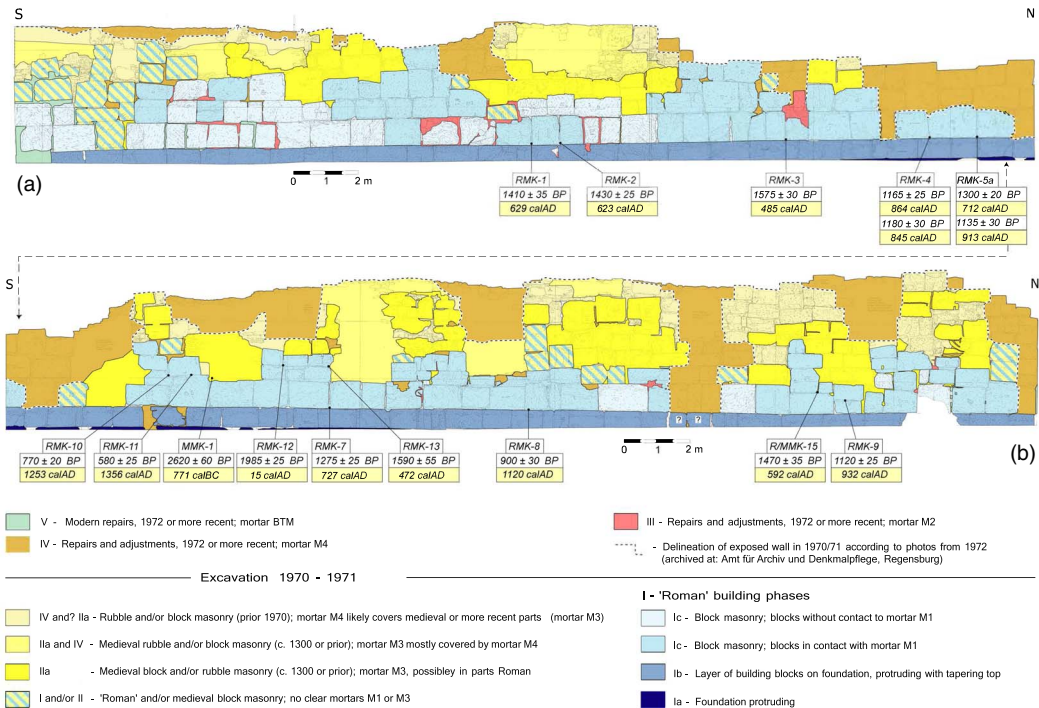 S N
? ? ?
(a)
0 1 2 m
RMK-1 RMK-2 RMK-3 RMK-4 RMK-5a
1410 ± 35 BP 1430 ± 25 BP 1575 ± 30 BP 1165 ± 25 BP 1300 ± 20 BP
629 calAD 623 calAD 485 calAD 864 calAD 712 calAD
1180 ± 30 BP 1135 ± 30 BP
845 calAD 913 calAD
S N
? ?
0 1 2 m
(b)
RMK-10 RMK-11 MMK-1 RMK-12 RMK-7 RMK-13 RMK-8 R/MMK-15 RMK-9
770 ± 20 BP 580 ± 25 BP 2620 ± 60 BP 1985 ± 25 BP 1275 ± 25 BP 1590 ± 55 BP 900 ± 30 BP 1470 ± 35 BP 1120 ± 25 BP
1253 calAD 1356 calAD 771 calBC 15 calAD 727 calAD 472 calAD 1120 calAD 592 calAD 932 calAD
V - Modern repairs, 1972 or more recent; mortar BTM
IV - Repairs and adjustments, 1972 or more recent; mortar M4
III - Repairs and adjustments, 1972 or more recent; mortar M2
- Delineation of exposed wall in 1970/71 according to photos from 1972
(archived at: Amt für Archiv und Denkmalpflege, Regensburg)
Excavation 1970 - 1971
IV and? IIa - Rubble and/or block masonry (prior 1970); mortar M4 likely covers medieval or more recent parts (mortar M3)
IIa and IV - Medieval rubble and/or block masonry (c. 1300 or prior); mortar M3 mostly covered by mortar M4
IIa - Medieval block and/or rubble masonry (c. 1300 or prior); mortar M3, possibley in parts Roman
I and/or II - 'Roman' and/or medieval block masonry; no clear mortars M1 or M3
I - 'Roman' building phases
Ic - Block masonry; blocks without contact to mortar M1
Ic - Block masonry; blocks in contact with mortar M1
Ib - Layer of building blocks on foundation, protruding with tapering top
Ia - Foundation protruding